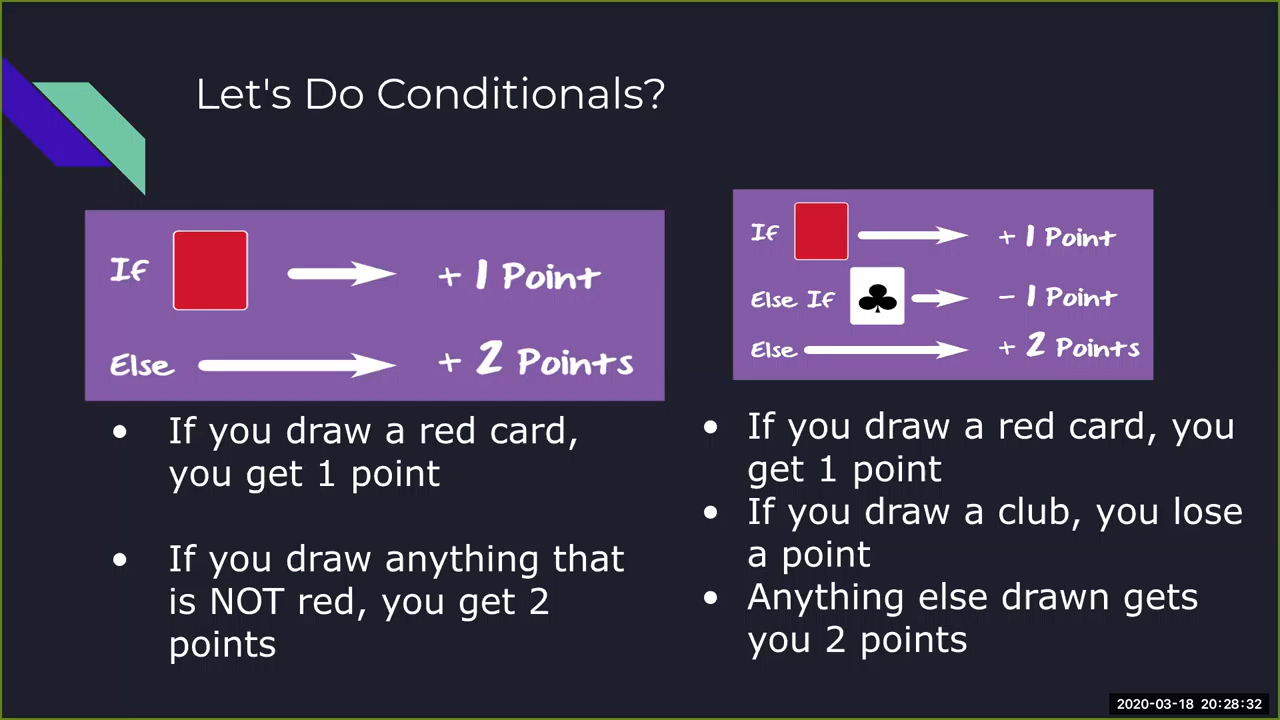 Let's Do Conditionals?
If + 1 Point
Else + 2 Points
If you draw a red card,
you get 1 point
If you draw anything that
is NOT red, you get 2
points
If + 1 Point
Else If - 1 Point
Else + 2 Points
If you draw a red card, you
get 1 point
If you draw a club, you lose
a point
Anything else drawn gets
you 2 points
2020-03-18 20:28:32